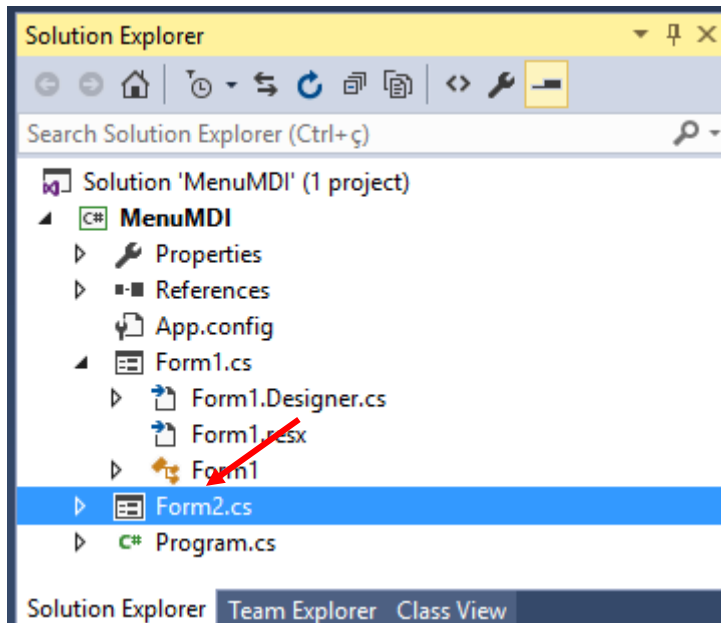 Solution Explorer
Search Solution Explorer (Ctrl+ç)
Solution 'MenuMDI' (1 project)
C# MenuMDI
Properties
References
App.config
Form1.cs
Form1.Designer.cs
Form1.resx
Form1
Form2.cs
C# Program.cs
Solution Explorer Team Explorer Class View